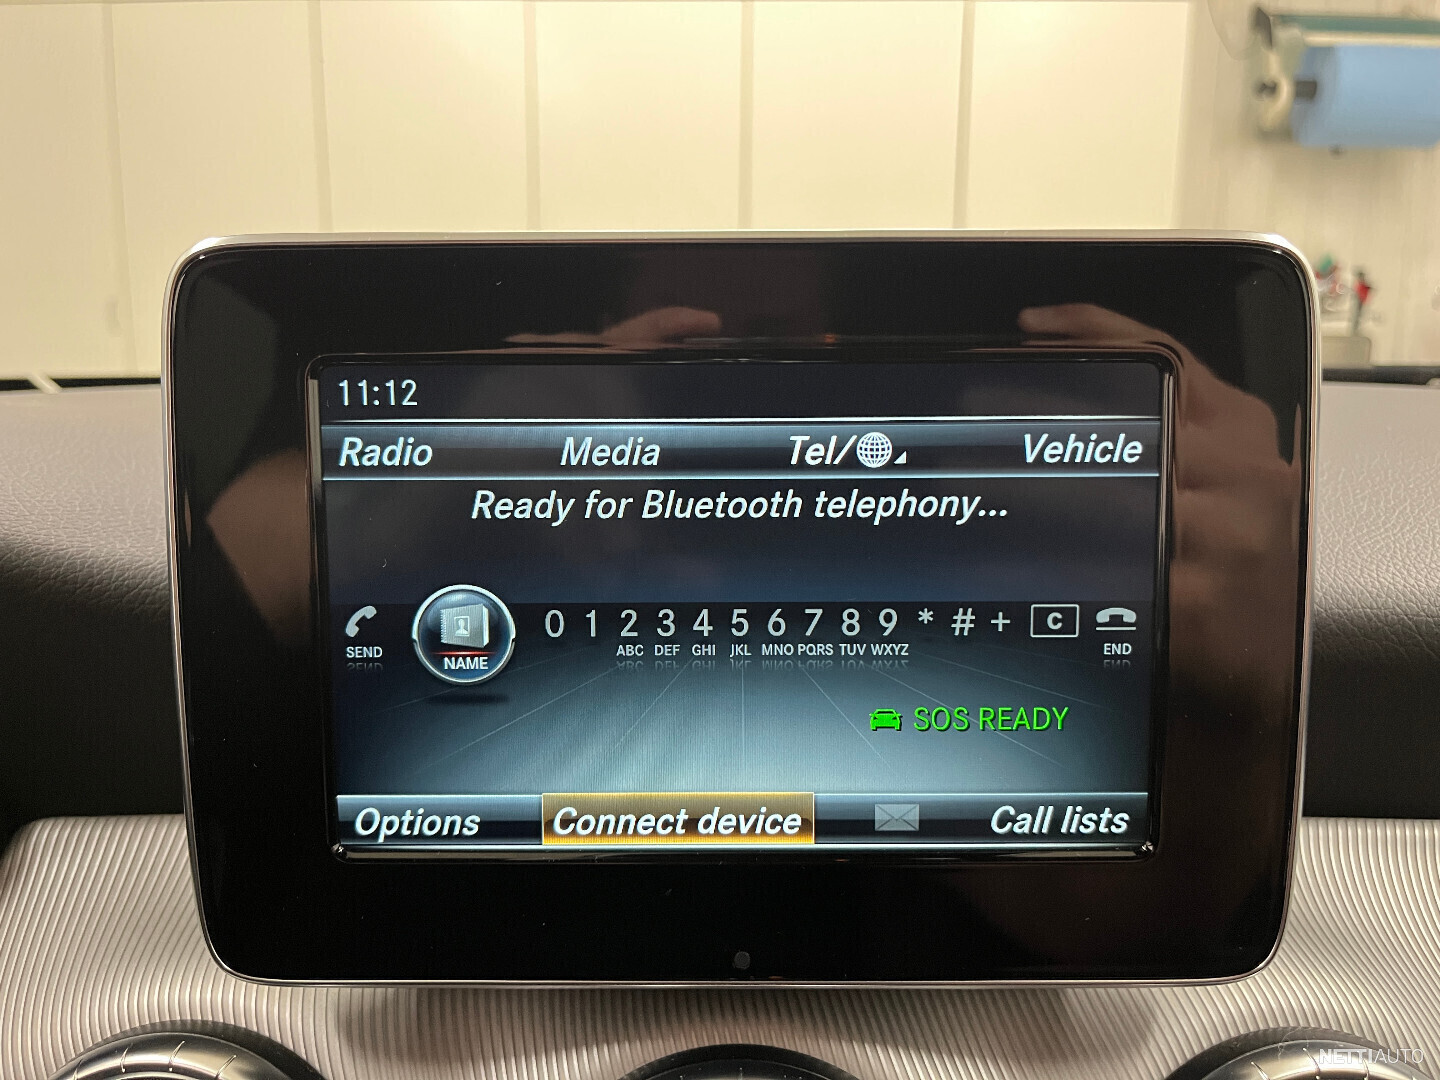 11:12
Radio Media Tel/ Vehicle
Ready for Bluetooth telephony...
0 1 2 3 4 5 6 7 8 9 * # + C
SEND NAME ABC DEF GHI JKL MNO PQRS TUV WXYZ END
SOS READY
Options Connect device Call lists
NETTIAUTO